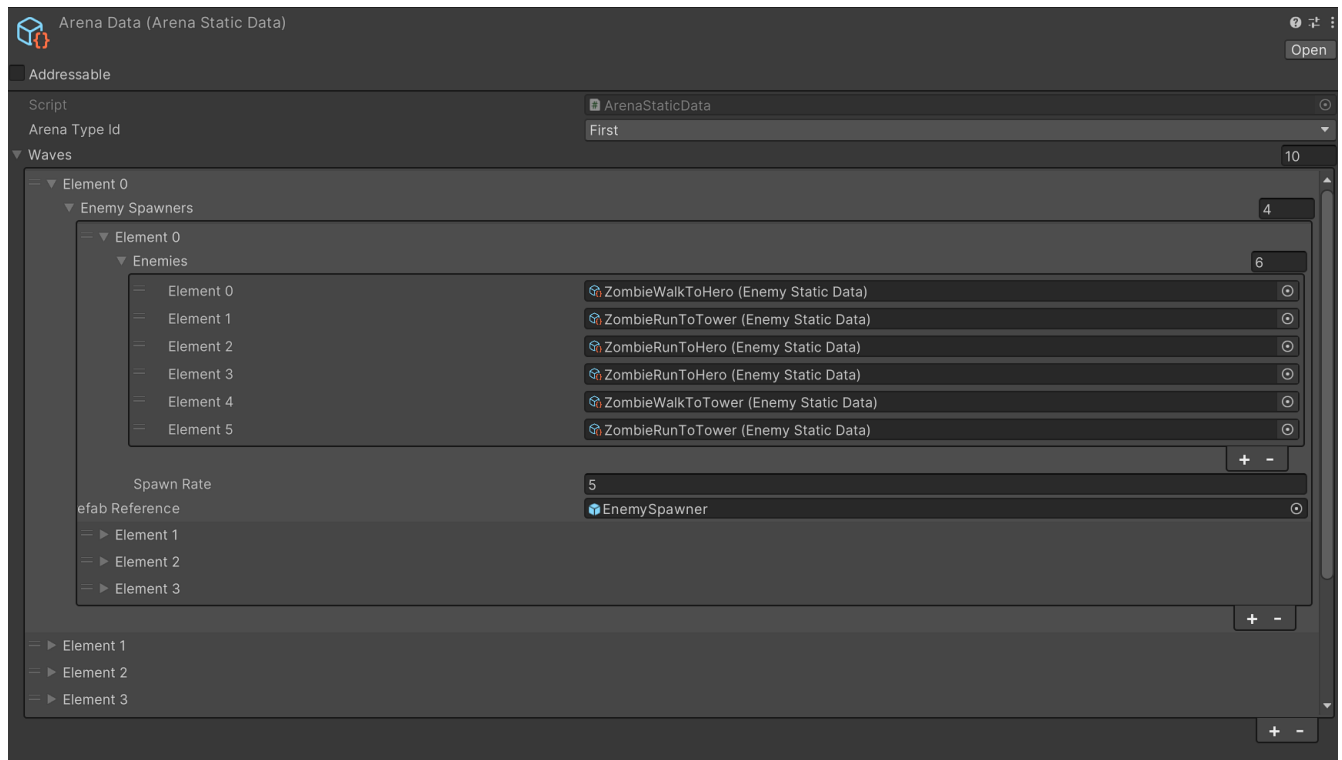 Arena Data (Arena Static Data)
Open
Addressable
Script ArenaStaticData
Arena Type Id First
Waves 10
Element 0
Enemy Spawners 4
Element 0
Enemies 6
Element 0 ZombieWalkToHero (Enemy Static Data)
Element 1 ZombieRunToTower (Enemy Static Data)
Element 2 ZombieRunToHero (Enemy Static Data)
Element 3 ZombieRunToHero (Enemy Static Data)
Element 4 ZombieWalkToTower (Enemy Static Data)
Element 5 ZombieRunToTower (Enemy Static Data)
+ -
Spawn Rate 5
efab Reference EnemySpawner
Element 1
Element 2
Element 3
+ -
Element 1
Element 2
Element 3
+ -